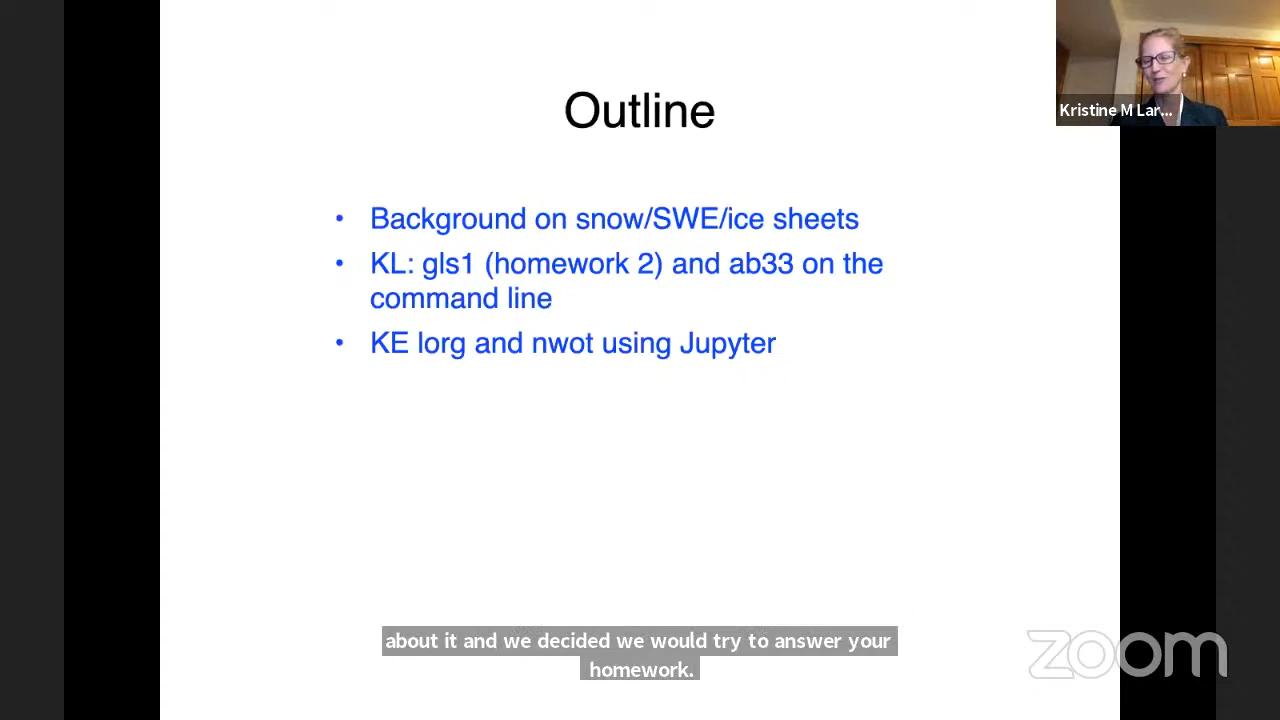 Outline
Kristine M Lar...
• Background on snow/SWE/ice sheets
• KL: gls1 (homework 2) and ab33 on the
command line
• KE lorg and nwot using Jupyter
about it and we decided we would try to answer your
homework.
zoom